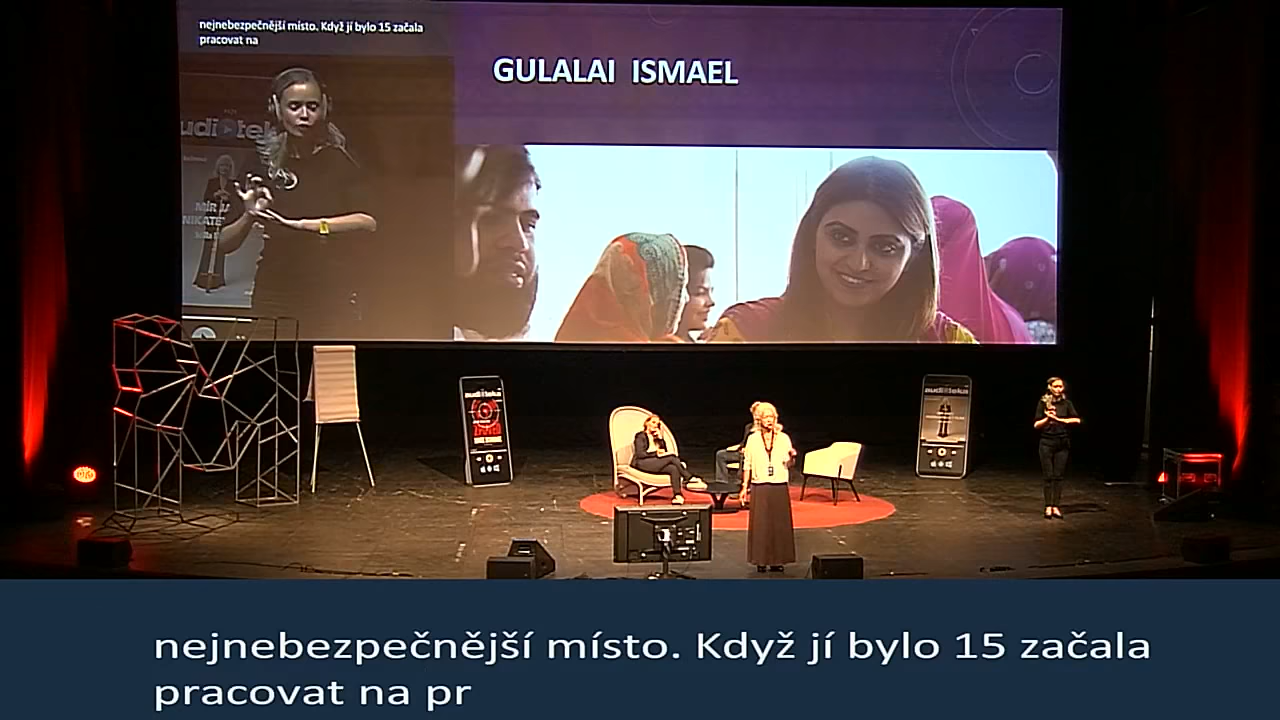 nejnebezpečnější místo. Když jí bylo 15 začala
pracovat na
GULALAI ISMAEL
audioteka
nejnebezpečnější místo. Když jí bylo 15 začala
pracovat na pr